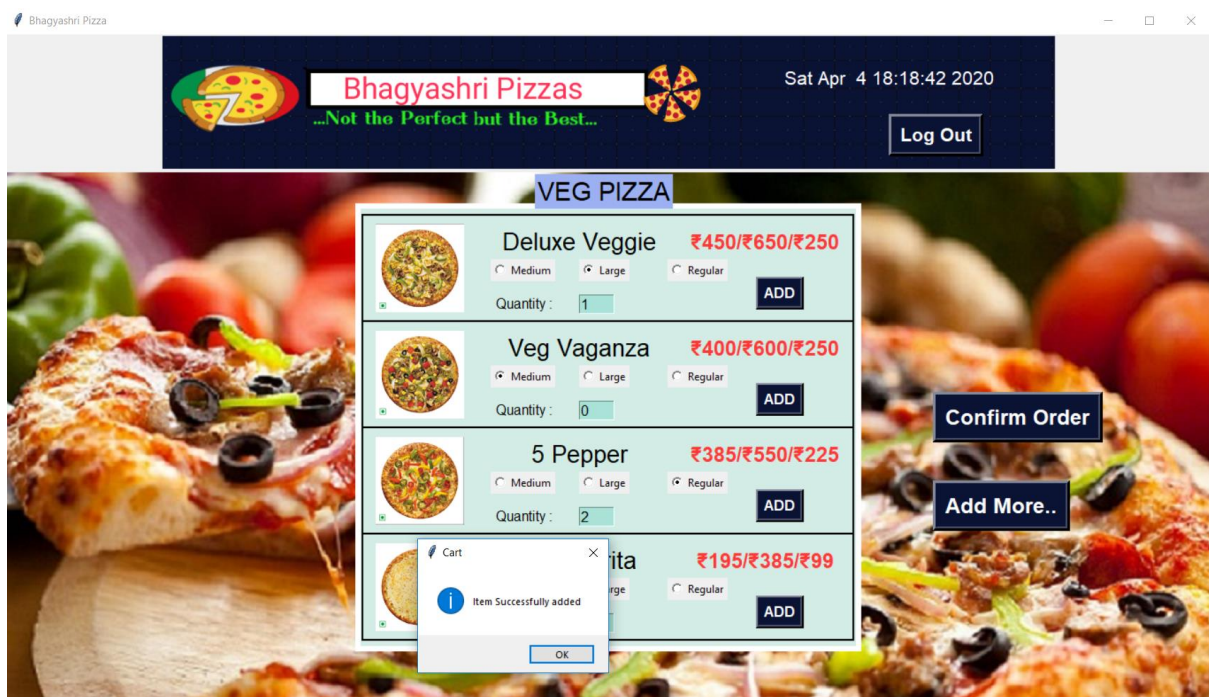 Bhagyashri Pizza
Bhagyashri Pizzas
...Not the Perfect but the Best...
Sat Apr 4 18:18:42 2020
Log Out
VEG PIZZA
Deluxe Veggie ₹450/₹650/₹250
Medium Large Regular
Quantity : 1
ADD
Veg Vaganza ₹400/₹600/₹250
Medium Large Regular
Quantity : 0
ADD
5 Pepper ₹385/₹550/₹225
Medium Large Regular
Quantity : 2
ADD
rita ₹195/₹385/₹99
rge Regular
ADD
Cart
Item Successfully added
OK
Confirm Order
Add More..